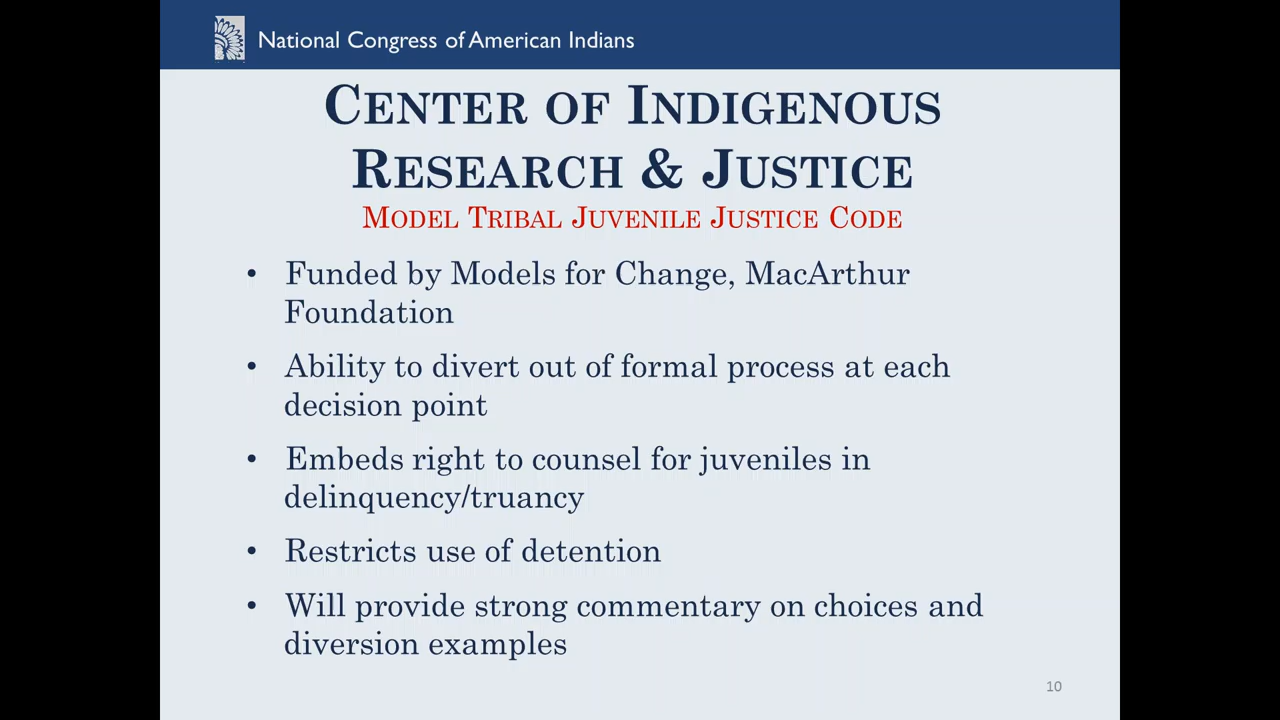 National Congress of American Indians
CENTER OF INDIGENOUS
RESEARCH & JUSTICE
MODEL TRIBAL JUVENILE JUSTICE CODE
• Funded by Models for Change, MacArthur
Foundation
• Ability to divert out of formal process at each
decision point
• Embeds right to counsel for juveniles in
delinquency/truancy
• Restricts use of detention
• Will provide strong commentary on choices and
diversion examples
10